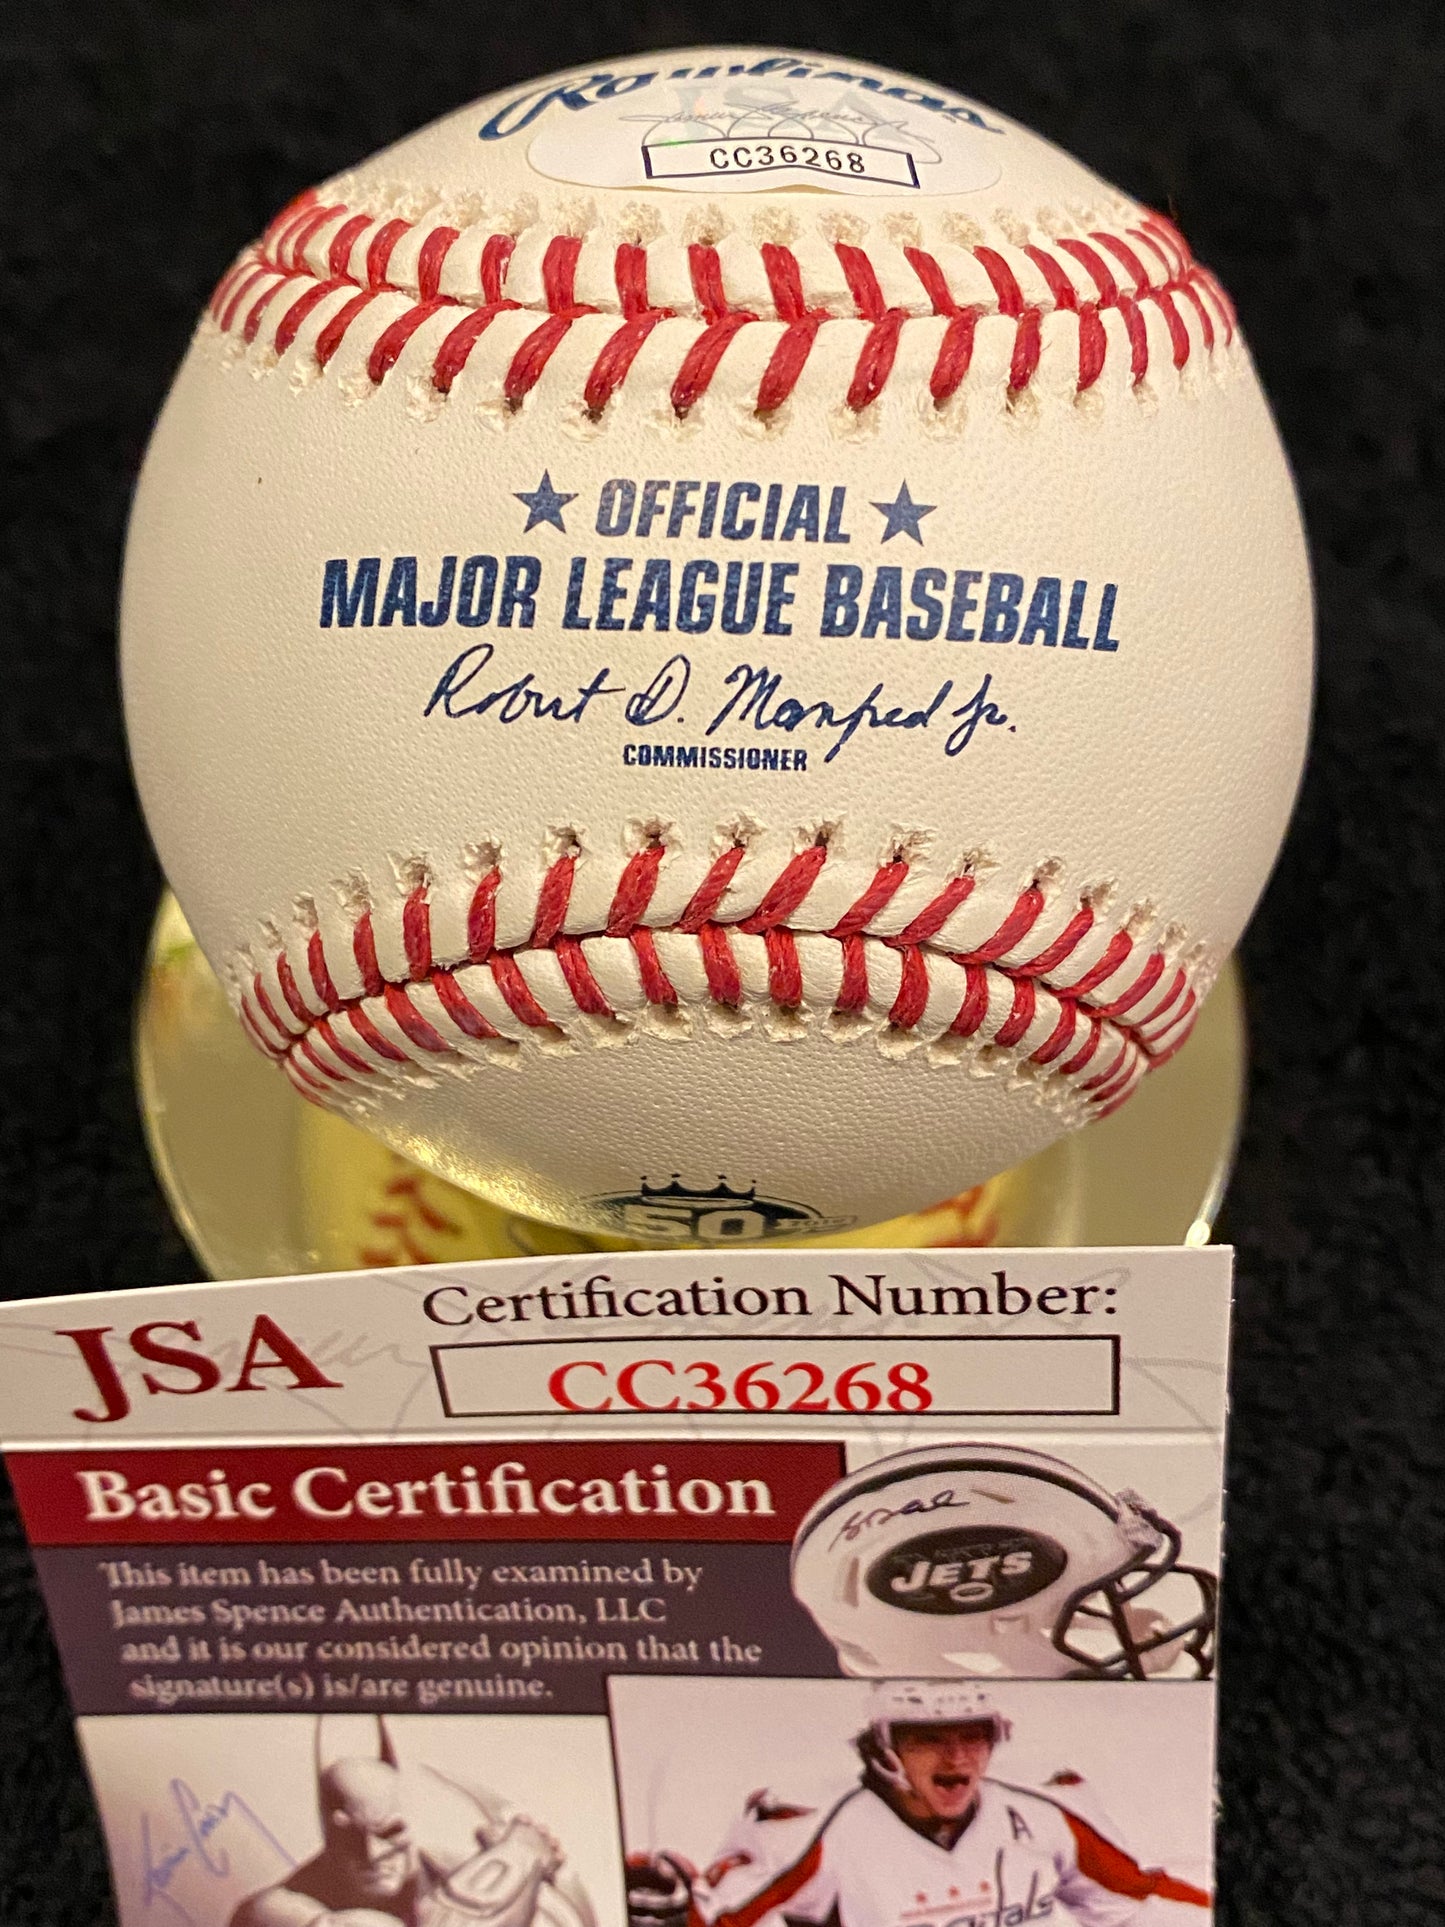 Rawlings
JSA
CC36268
★ OFFICIAL ★
MAJOR LEAGUE BASEBALL
Robert D. Manfred Jr.
COMMISSIONER
50
JSA
Certification Number:
CC36268
Basic Certification
This item has been fully examined by
James Spence Authentication, LLC
and it is our considered opinion that the
signature(s) is/are genuine.
JETS
A